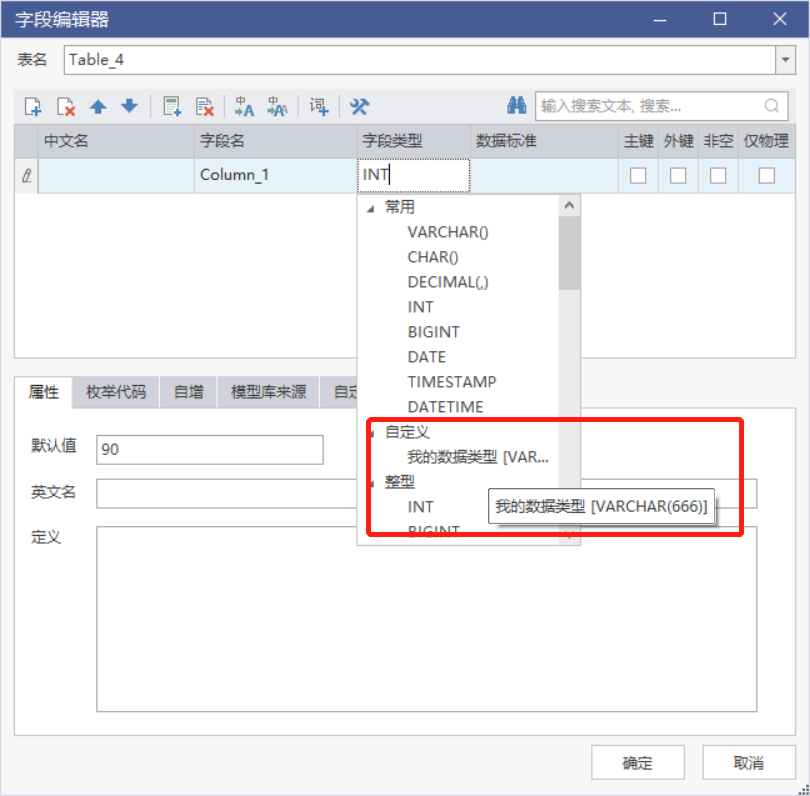 字段编辑器
表名 Table_4
词 输入搜索文本, 搜索...
中文名 字段名 字段类型 数据标准 主键 外键 非空 仅物理
Column_1 INT
常用
VARCHAR()
CHAR()
DECIMAL(,)
INT
BIGINT
DATE
TIMESTAMP
DATETIME
自定义
我的数据类型 [VAR...
整型
INT
我的数据类型 [VARCHAR(666)]
BIGINT
属性 枚举代码 自增 模型库来源 自定
默认值 90
英文名
定义
确定 取消